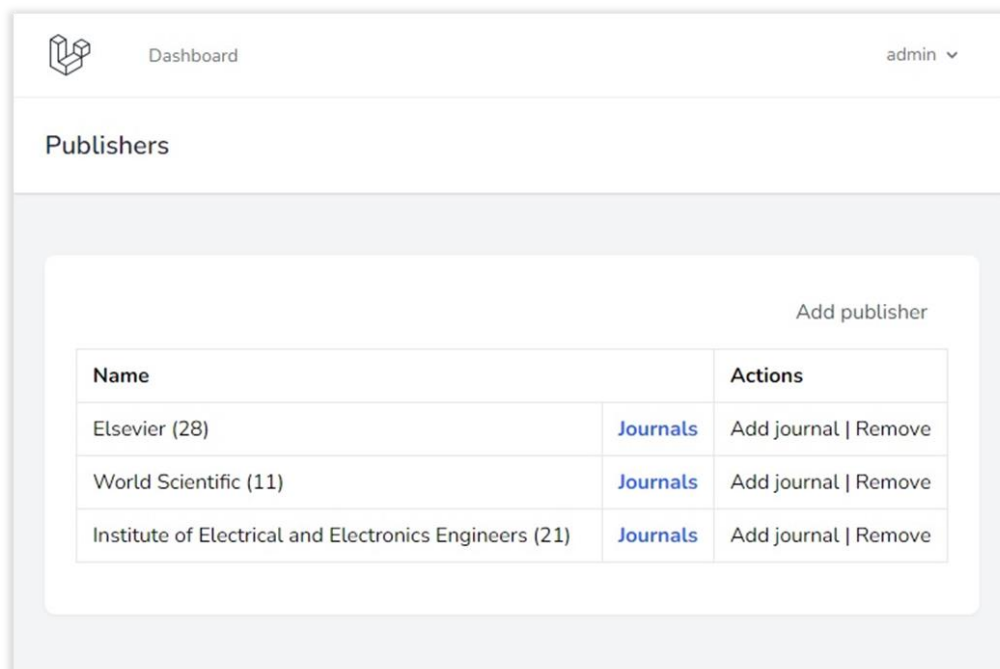 Dashboard admin
Publishers
Add publisher
Name Actions
Elsevier (28) Journals Add journal | Remove
World Scientific (11) Journals Add journal | Remove
Institute of Electrical and Electronics Engineers (21) Journals Add journal | Remove